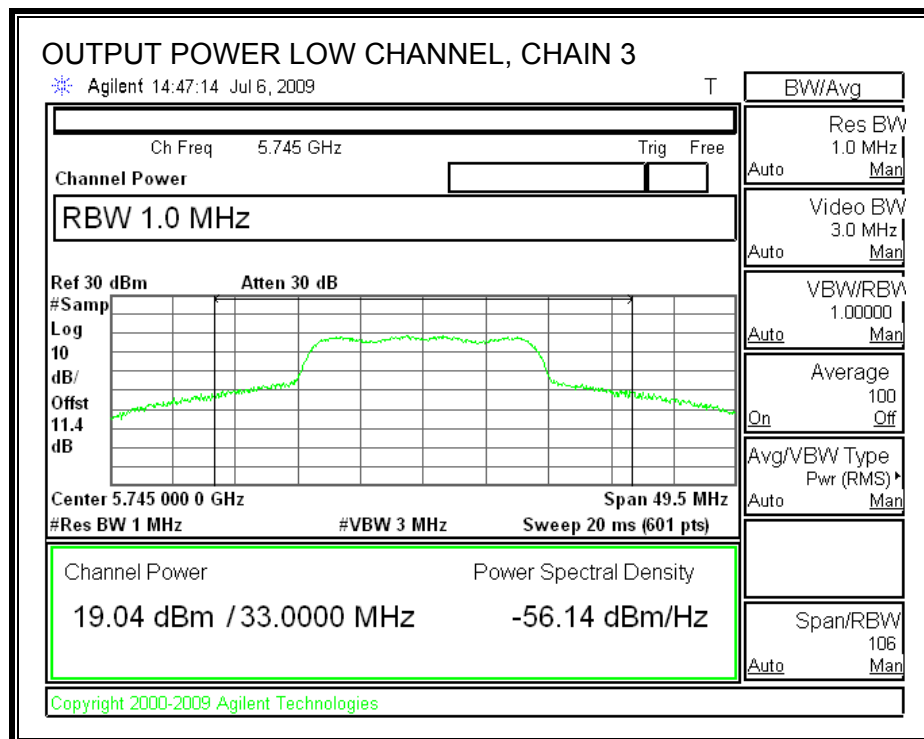 OUTPUT POWER LOW CHANNEL, CHAIN 3
Agilent 14:47:14 Jul 6, 2009 T
Ch Freq 5.745 GHz Trig Free
Channel Power
RBW 1.0 MHz
Ref 30 dBm Atten 30 dB
#Samp
Log
10
dB/
Offst
11.4
dB
Center 5.745 000 0 GHz Span 49.5 MHz
#Res BW 1 MHz #VBW 3 MHz Sweep 20 ms (601 pts)
Channel Power Power Spectral Density
19.04 dBm / 33.0000 MHz -56.14 dBm/Hz
Copyright 2000-2009 Agilent Technologies
BW/Avg
Res BW
1.0 MHz
Auto Man
Video BW
3.0 MHz
Auto Man
VBW/RBW
1.00000
Auto Man
Average
100
On Off
Avg/VBW Type
Pwr (RMS)
Auto Man
Span/RBW
106
Auto Man